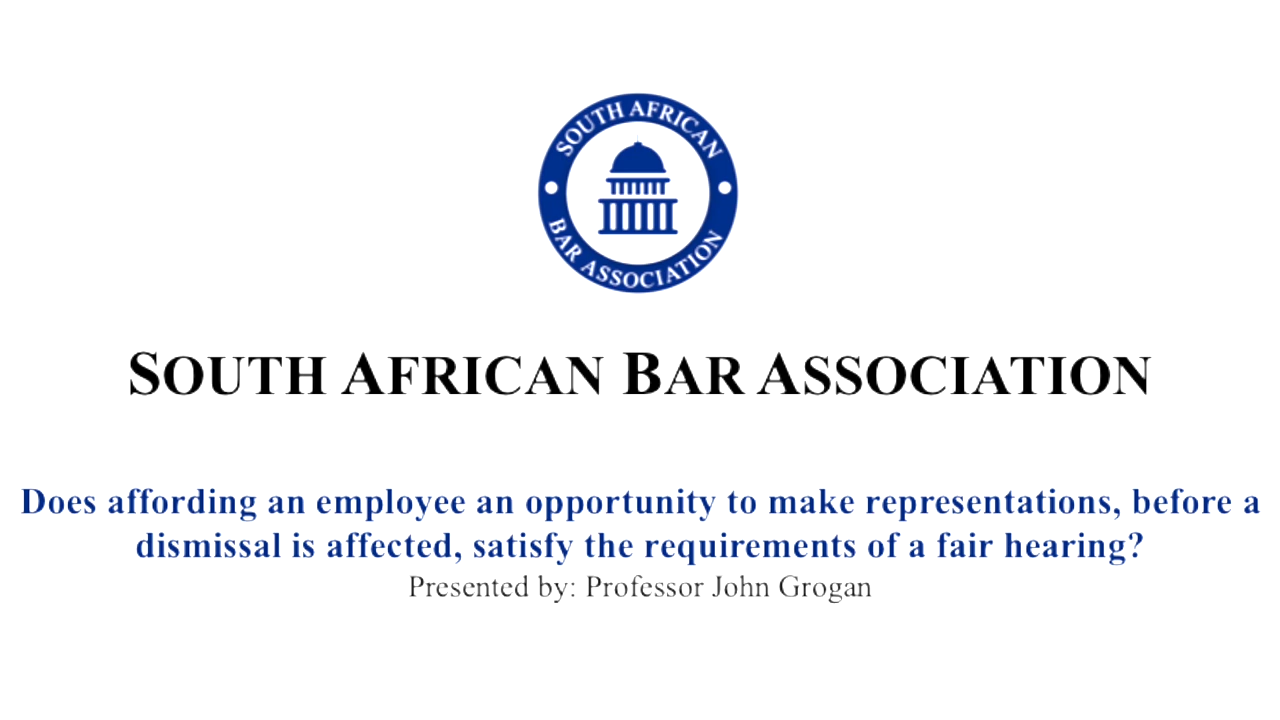 SOUTH AFRICAN
BAR ASSOCIATION
SOUTH AFRICAN BAR ASSOCIATION
Does affording an employee an opportunity to make representations, before a
dismissal is affected, satisfy the requirements of a fair hearing?
Presented by: Professor John Grogan